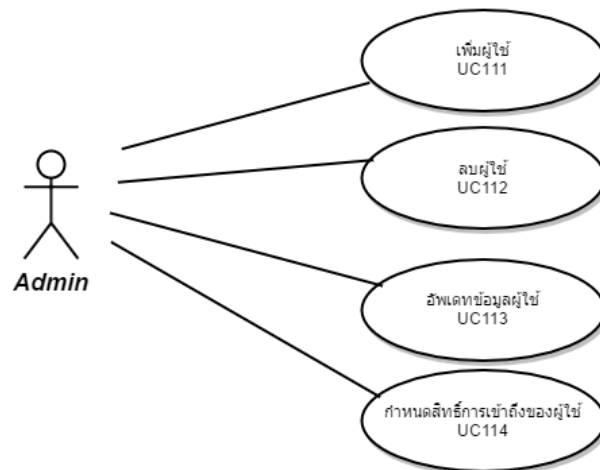 เพิ่มผู้ใช้
UC111
ลบผู้ใช้
UC112
Admin
อัพเดทข้อมูลผู้ใช้
UC113
กำหนดสิทธิ์การเข้าถึงของผู้ใช้
UC114